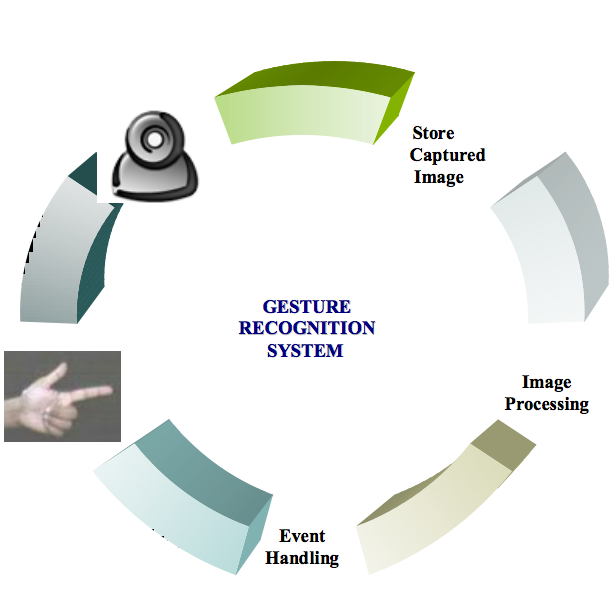 Store
Captured
Image
GESTURE
RECOGNITION
SYSTEM
Image
Processing
Event
Handling